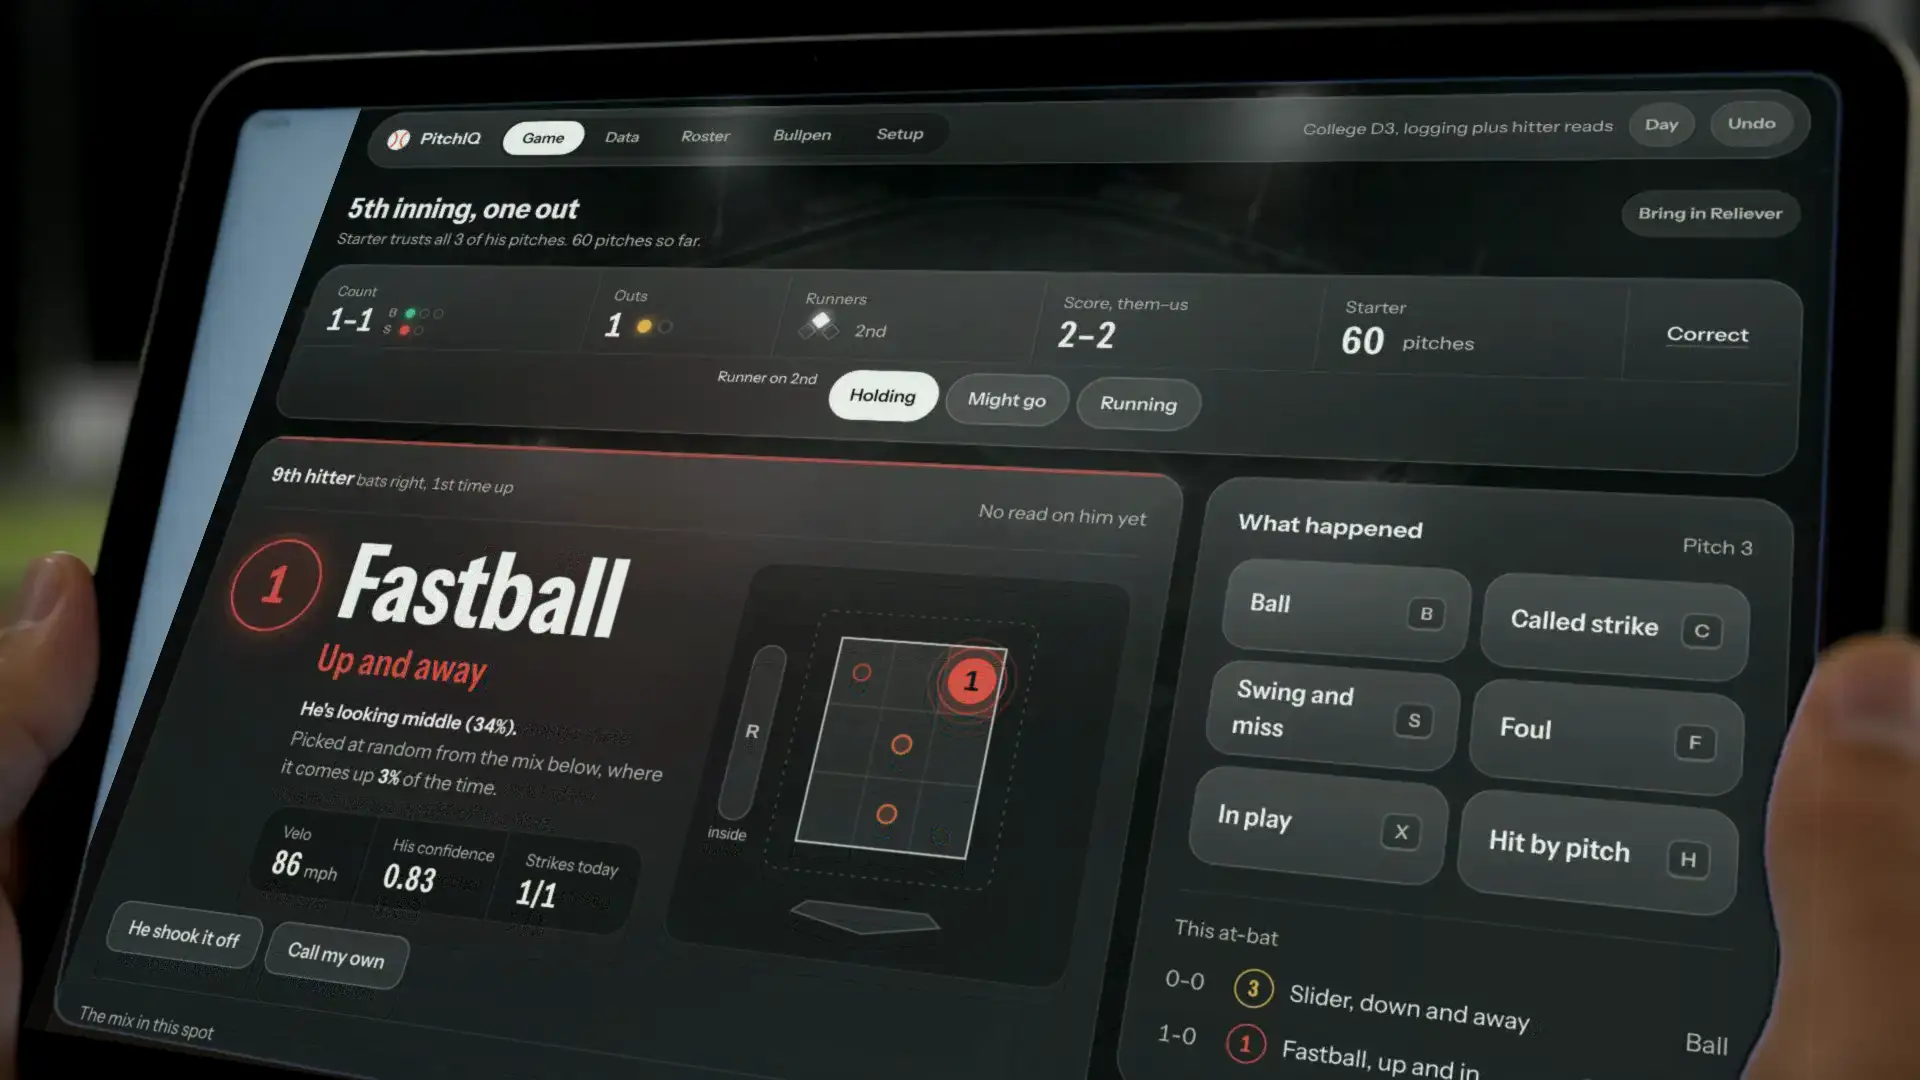 PitchIQ
Game
Data
Roster
Bullpen
Setup
College D3, logging plus hitter reads
Day
Undo
5th inning, one out
Starter trusts all 3 of his pitches. 60 pitches so far.
Bring in Reliever
Count
1-1
B
S
Outs
1
Runners
2nd
Score, them-us
2-2
Starter
60 pitches
Correct
Runner on 2nd
Holding
Might go
Running
9th hitter bats right, 1st time up
No read on him yet
1
Fastball
Up and away
He's looking middle (34%).
Picked at random from the mix below, where
it comes up 3% of the time.
Velo
86 mph
His confidence
0.83
Strikes today
1/1
He shook it off
Call my own
The mix in this spot
R
inside
1
What happened
Pitch 3
Ball
B
Called strike
C
Swing and
miss
S
Foul
F
In play
X
Hit by pitch
H
This at-bat
0-0
3
Slider, down and away
Ball
1-0
1
Fastball, up and in